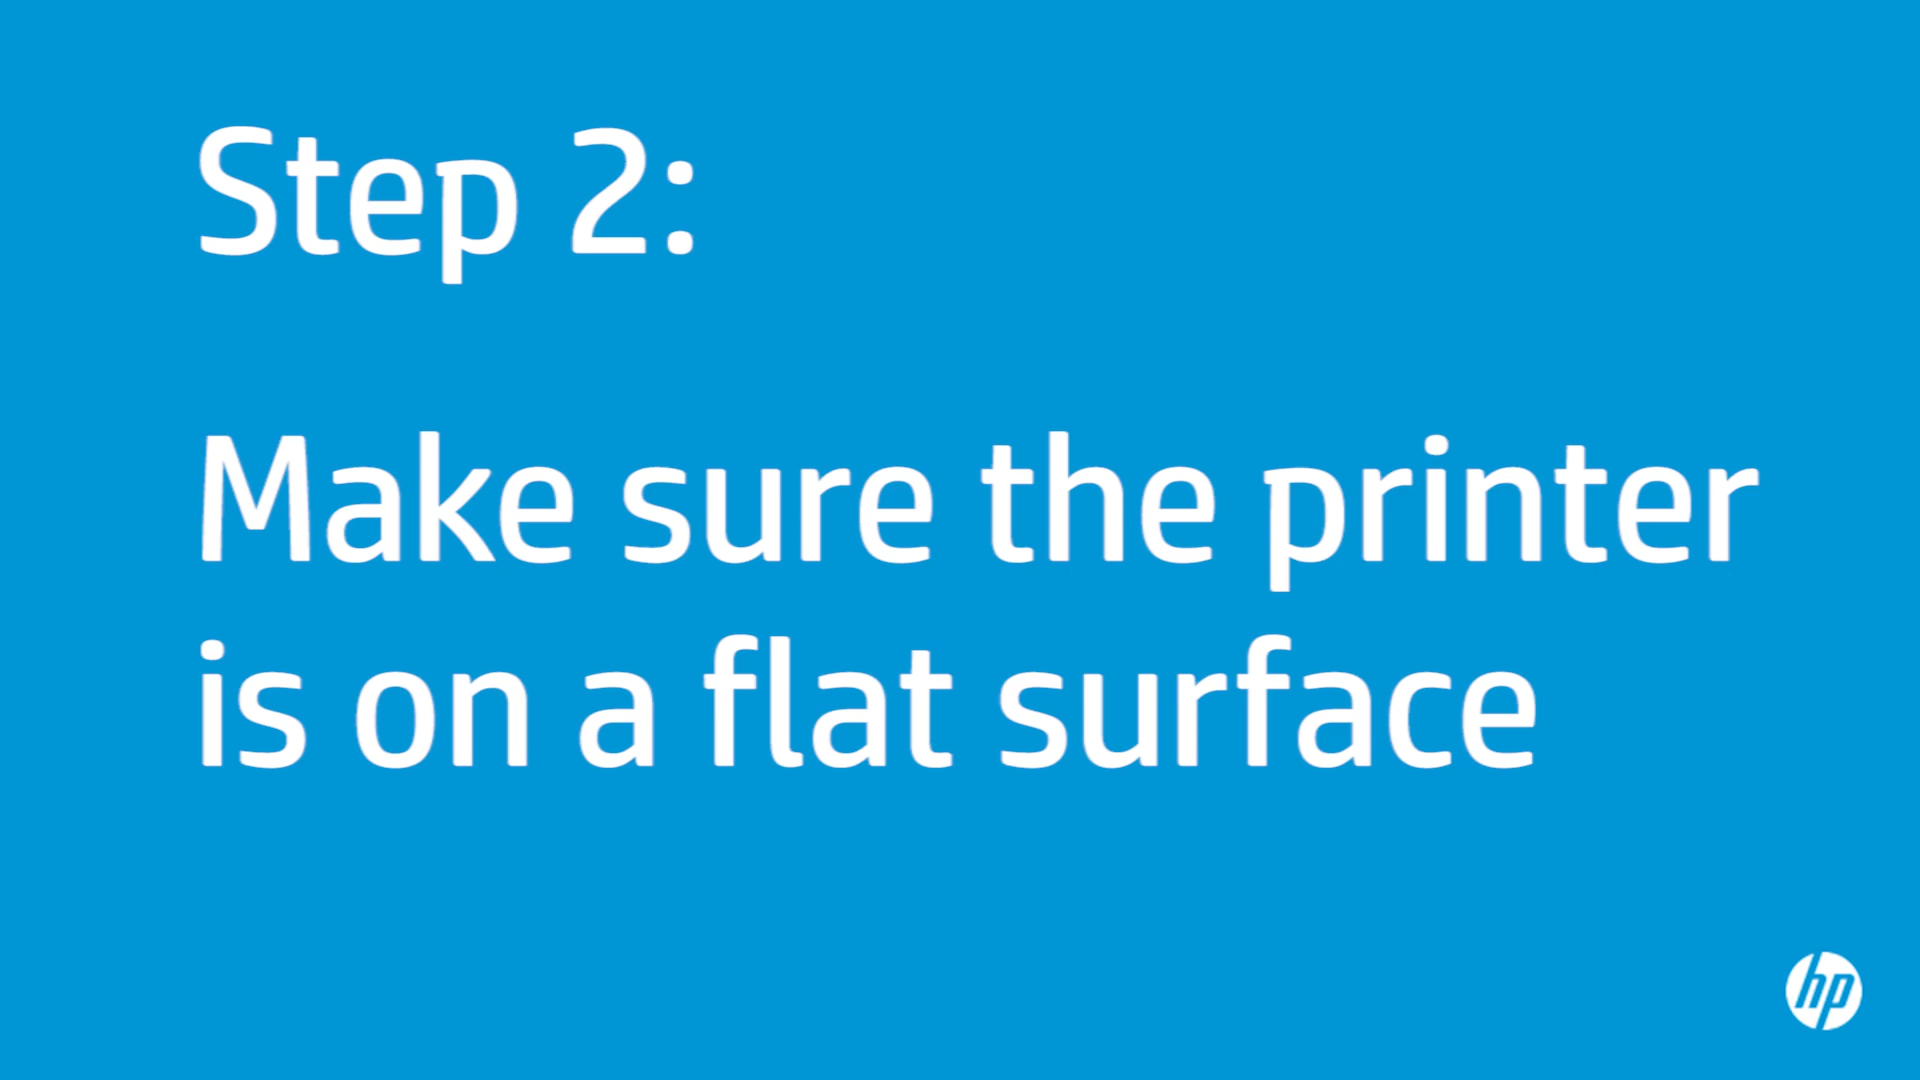 Step 2:
Make sure the printer
is on a flat surface
hp